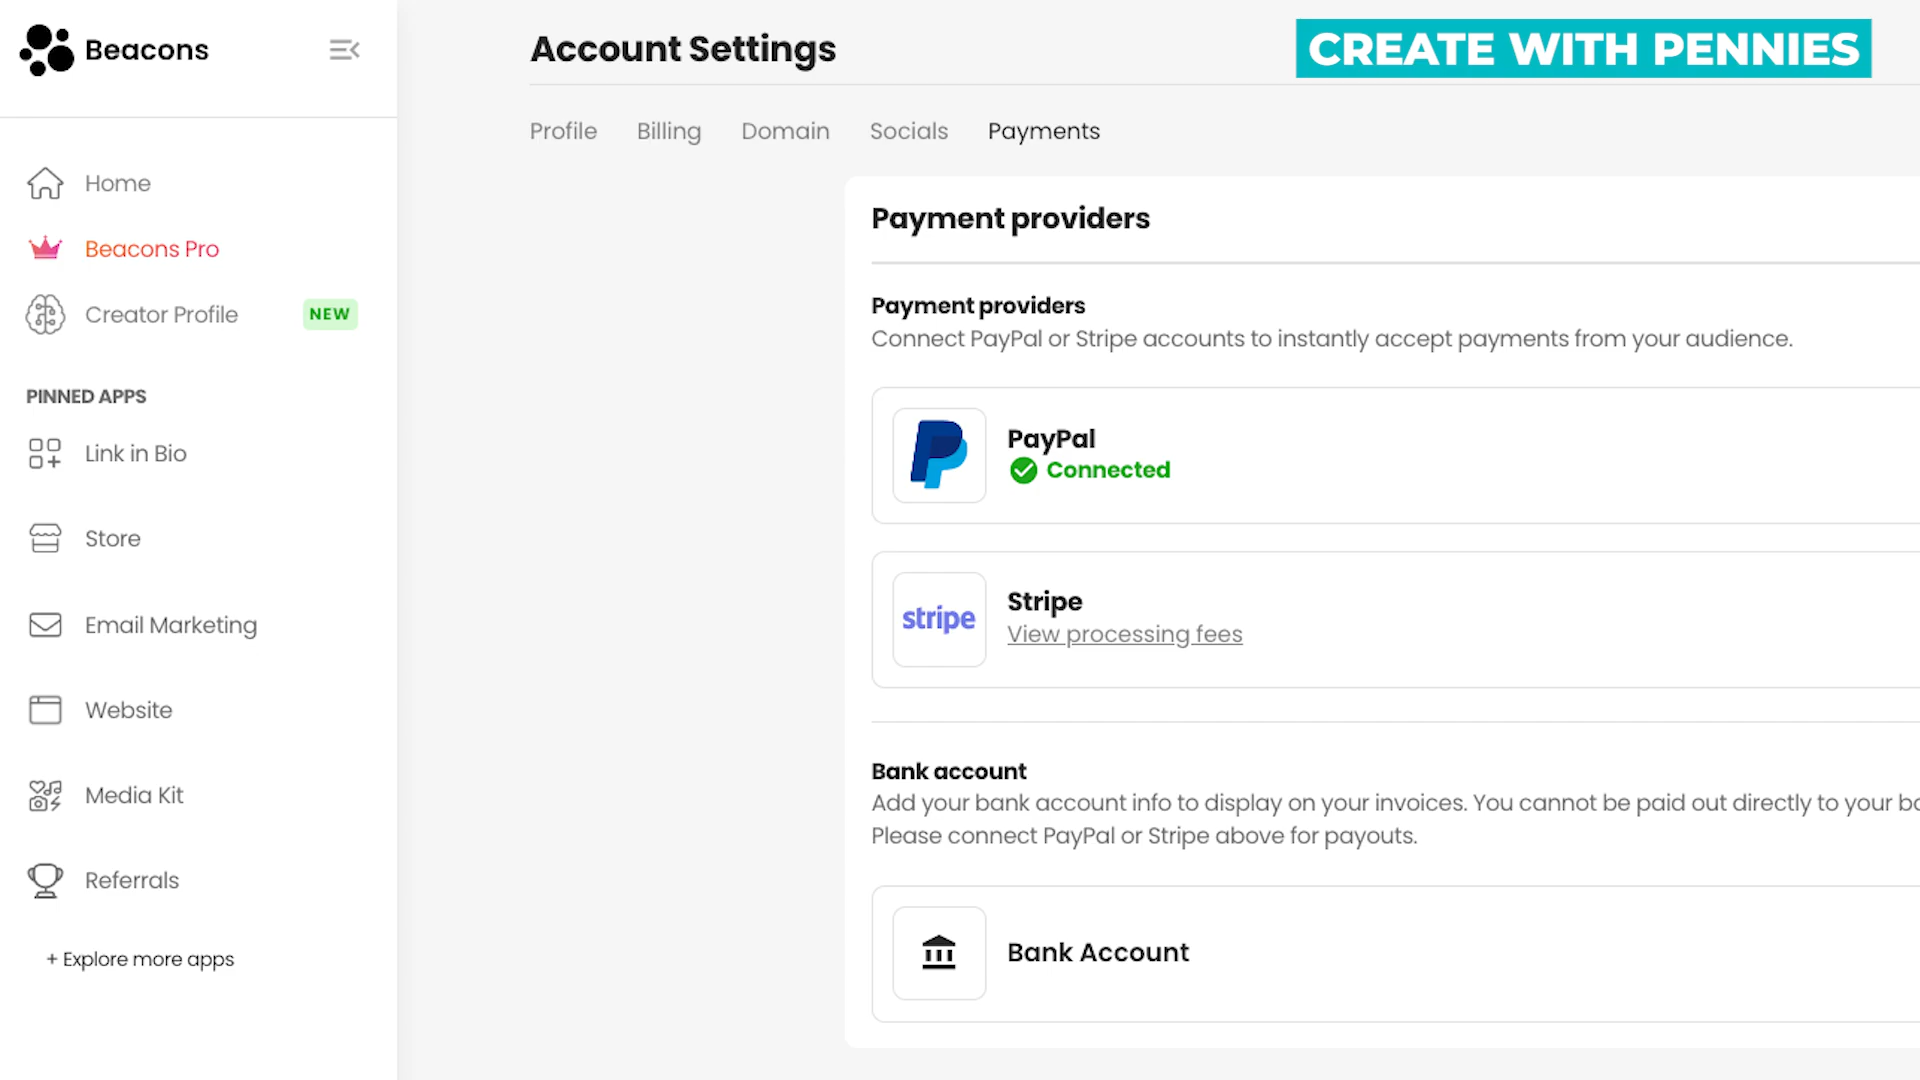 Beacons
Home
Beacons Pro
Creator Profile
NEW
PINNED APPS
Link in Bio
Store
Email Marketing
Website
Media Kit
Referrals
+ Explore more apps
Account Settings
CREATE WITH PENNIES
Profile
Billing
Domain
Socials
Payments
Payment providers
Payment providers
Connect PayPal or Stripe accounts to instantly accept payments from your audience.
PayPal
Connected
stripe
Stripe
View processing fees
Bank account
Add your bank account info to display on your invoices. You cannot be paid out directly to your
Please connect PayPal or Stripe above for payouts.
Bank Account